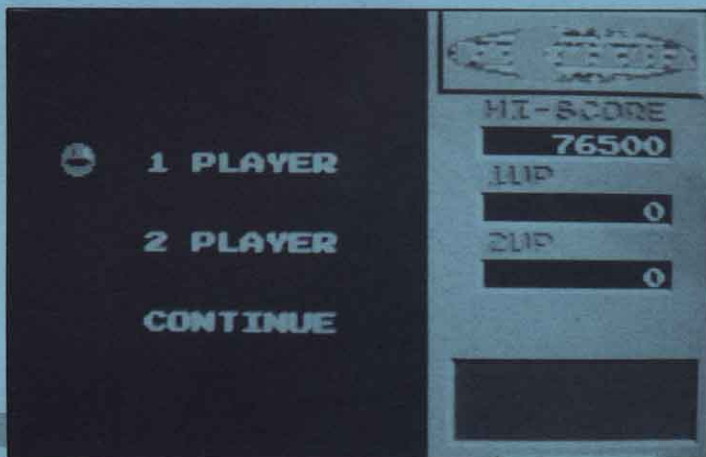 1 PLAYER
2 PLAYER
CONTINUE
HI-SCORE
76500
1UP
0
2UP
0